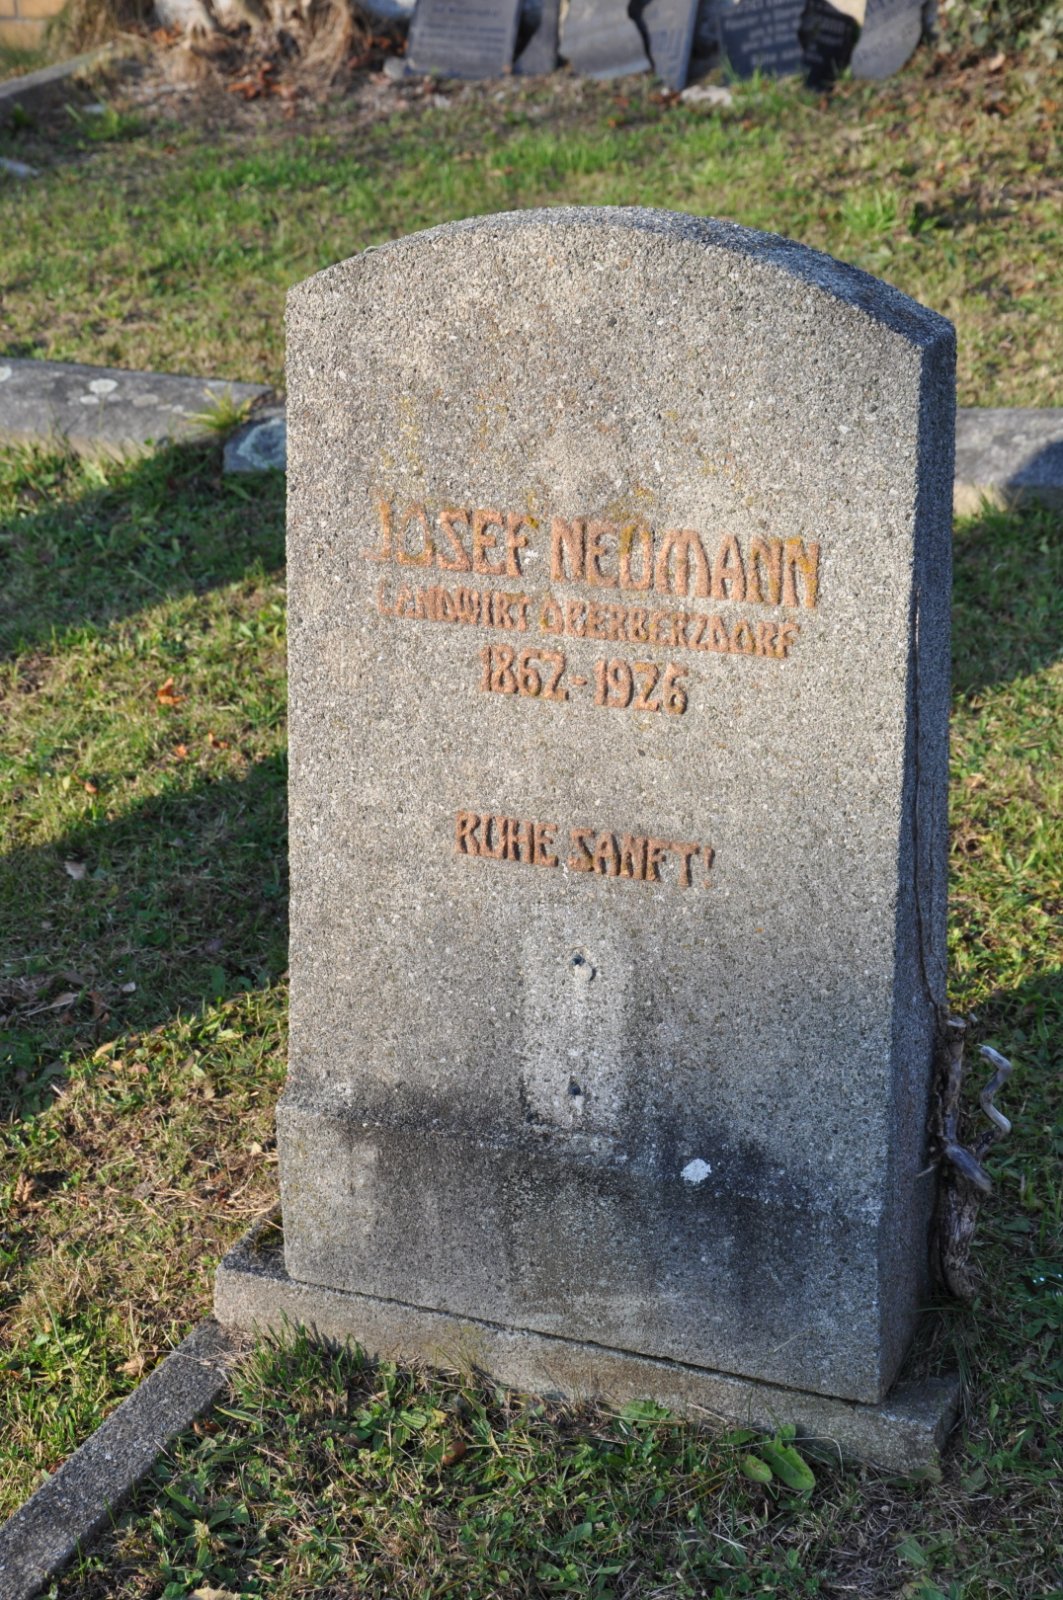 JOSEF NEUMANN
LANDWIRT OBERBERZDORF
1862-1926
RUHE SANFT!